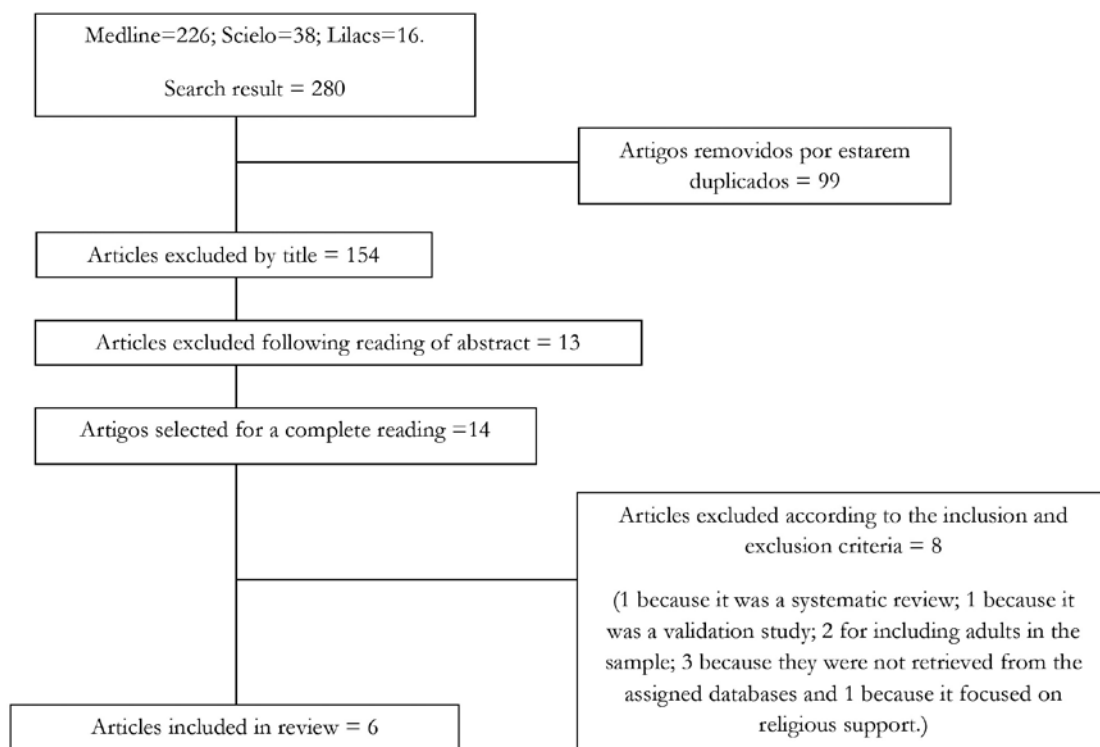 Medline=226; Scielo=38; Lilacs=16.
Search result = 280
Artigos removidos por estarem
duplicados = 99
Articles excluded by title = 154
Articles excluded following reading of abstract = 13
Artigos selected for a complete reading =14
Articles excluded according to the inclusion and
exclusion criteria = 8
(1 because it was a systematic review; 1 because it
was a validation study; 2 for including adults in the
sample; 3 because they were not retrieved from the
assigned databases and 1 because it focused on
religious support.)
Articles included in review = 6